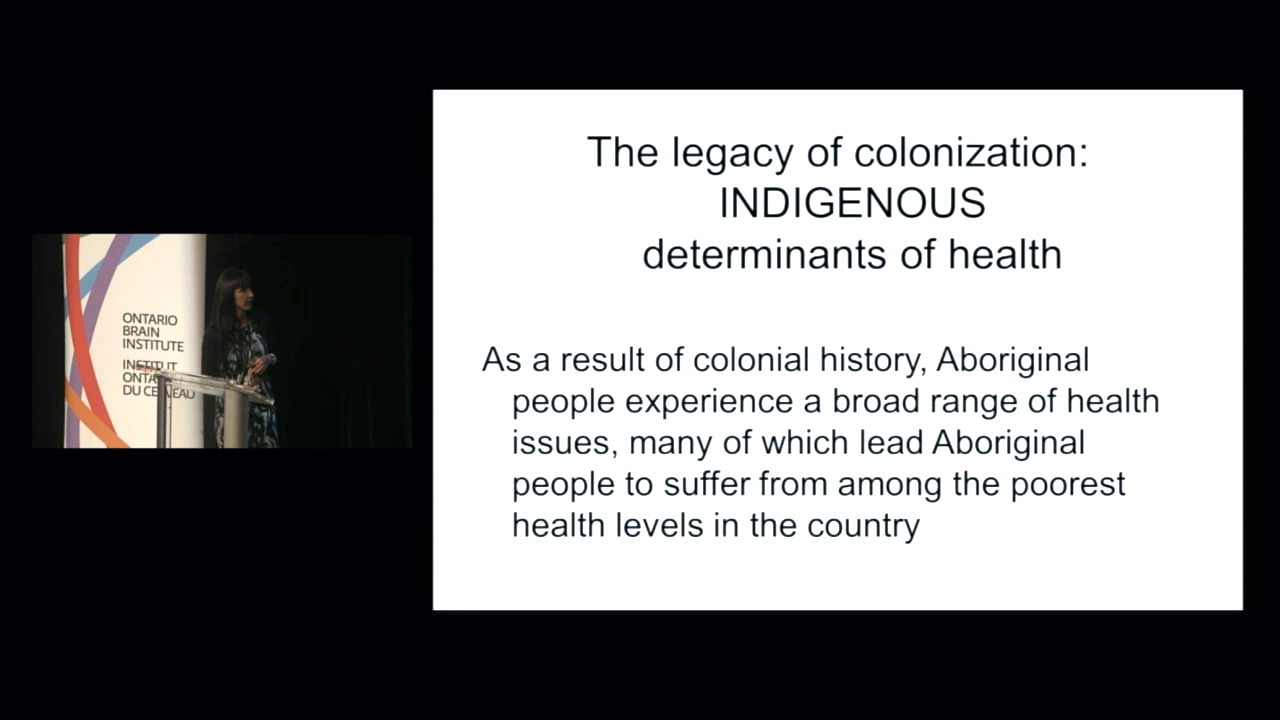 ONTARIO
BRAIN
INSTITUTE
INSTITUT
DU
The legacy of colonization:
INDIGENOUS
determinants of health
As a result of colonial history, Aboriginal
people experience a broad range of health
issues, many of which lead Aboriginal
people to suffer from among the poorest
health levels in the country